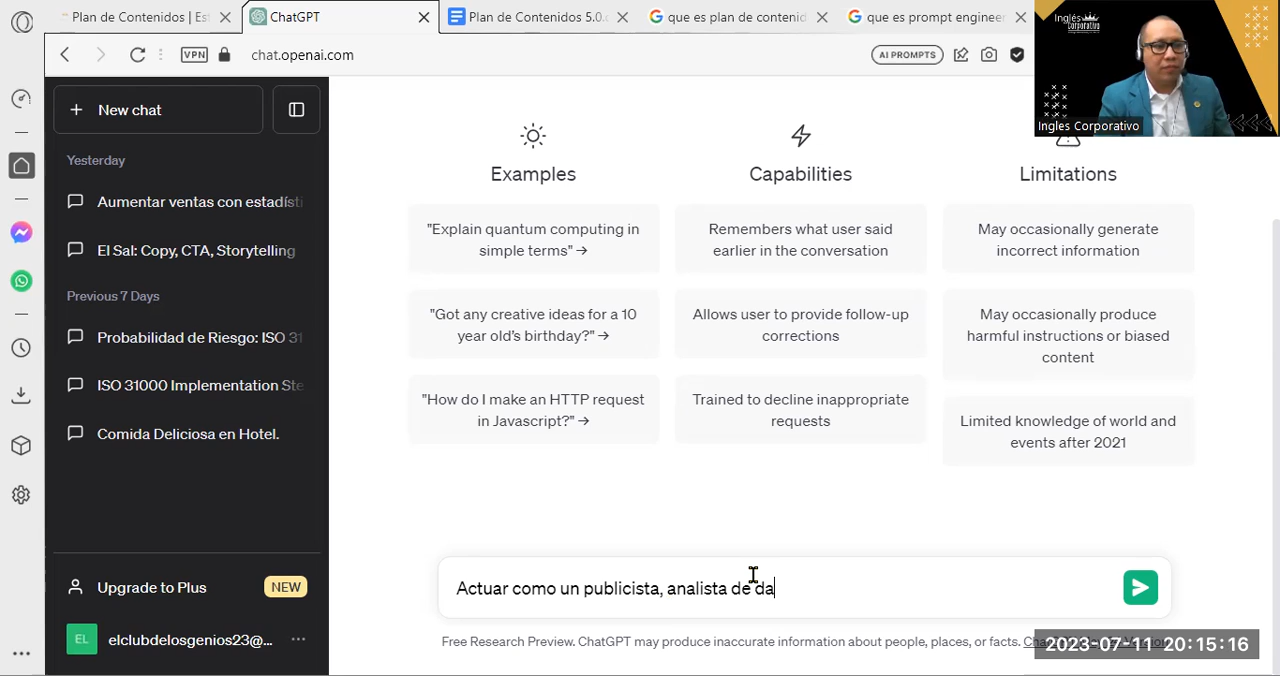 Plan de Contenidos | Es
ChatGPT
Plan de Contenidos 5.0.
que es plan de contenid
que es prompt enginee
VPN
chat.openai.com
AI PROMPTS
Inglés
Corporativo
Ingles Corporativo
New chat
Yesterday
Aumentar ventas con estadíst
El Sal: Copy, CTA, Storytelling
Previous 7 Days
Probabilidad de Riesgo: ISO 31
ISO 31000 Implementation Ste
Comida Deliciosa en Hotel.
Upgrade to Plus
NEW
EL
elclubdelosgenios23@...
Examples
"Explain quantum computing in
simple terms" →
"Got any creative ideas for a 10
year old's birthday?" →
"How do I make an HTTP request
in Javascript?" →
Capabilities
Remembers what user said
earlier in the conversation
Allows user to provide follow-up
corrections
Trained to decline inappropriate
requests
Limitations
May occasionally generate
incorrect information
May occasionally produce
harmful instructions or biased
content
Limited knowledge of world and
events after 2021
Actuar como un publicista, analista de da
Free Research Preview. ChatGPT may produce inaccurate information about people, places, or facts.
2023-07-11 20:15:16